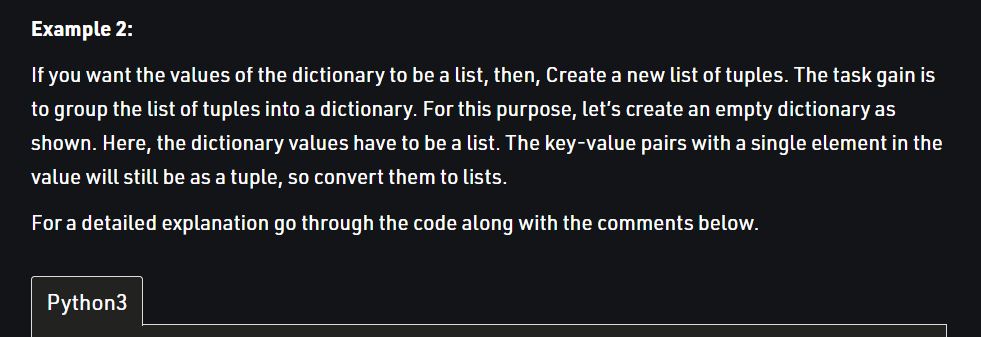 Example 2:
If you want the values of the dictionary to be a list, then, Create a new list of tuples. The task gain is
to group the list of tuples into a dictionary. For this purpose, let's create an empty dictionary as
shown. Here, the dictionary values have to be a list. The key-value pairs with a single element in the
value will still be as a tuple, so convert them to lists.
For a detailed explanation go through the code along with the comments below.
Python3